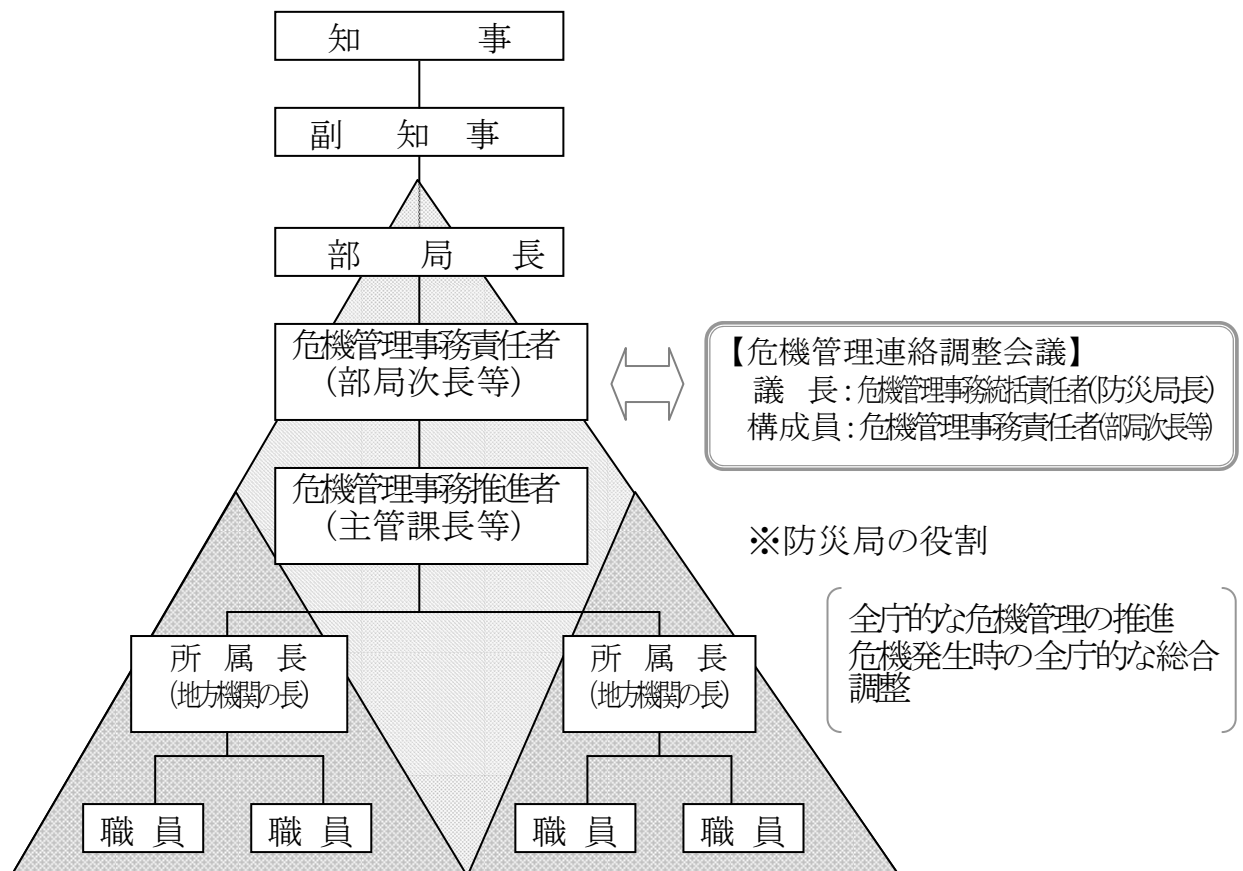 知　事
副　知　事
部　局　長
危機管理事務責任者
(部局次長等)
【危機管理連絡調整会議】
議　長：危機管理事務統括責任者(防災局長)
構成員：危機管理事務責任者(部局次長等)
危機管理事務推進者
(主管課長等)
※防災局の役割
全庁的な危機管理の推進
危機発生時の全庁的な総合
調整
所　属　長
(地方機関の長)
所　属　長
(地方機関の長)
職　員
職　員
職　員
職　員